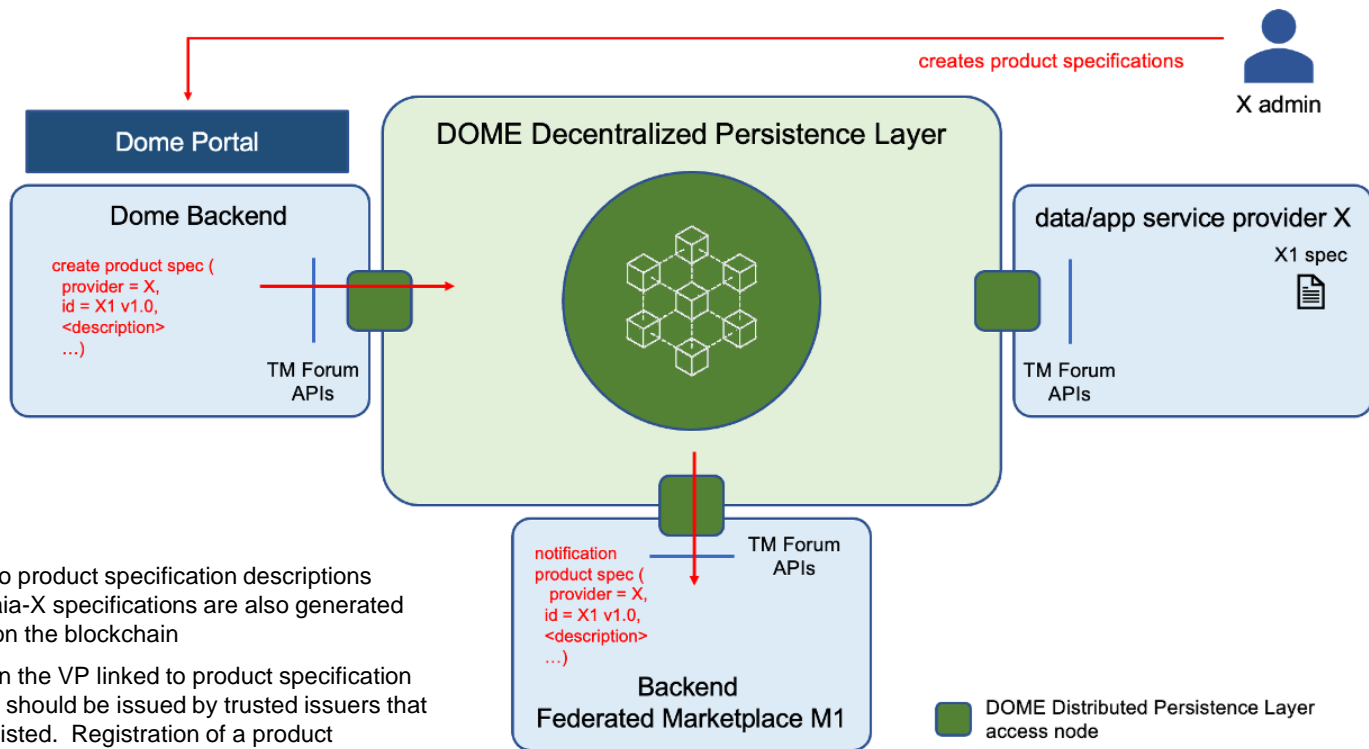 creates product specifications
X admin
Dome Portal
DOME Decentralized Persistence Layer
Dome Backend
create product spec (
provider = X,
id = X1 v1.0,
<description>
…)
TM Forum
APIs
data/app service provider X
X1 spec
TM Forum
APIs
notification
product spec (
provider = X,
id = X1 v1.0,
<description>
…)
TM Forum
APIs
Backend
Federated Marketplace M1
product specification descriptions
specifications are also generated
on the blockchain
the VP linked to product specification
should be issued by trusted issuers that
Registration of a product
DOME Distributed Persistence Layer
access node